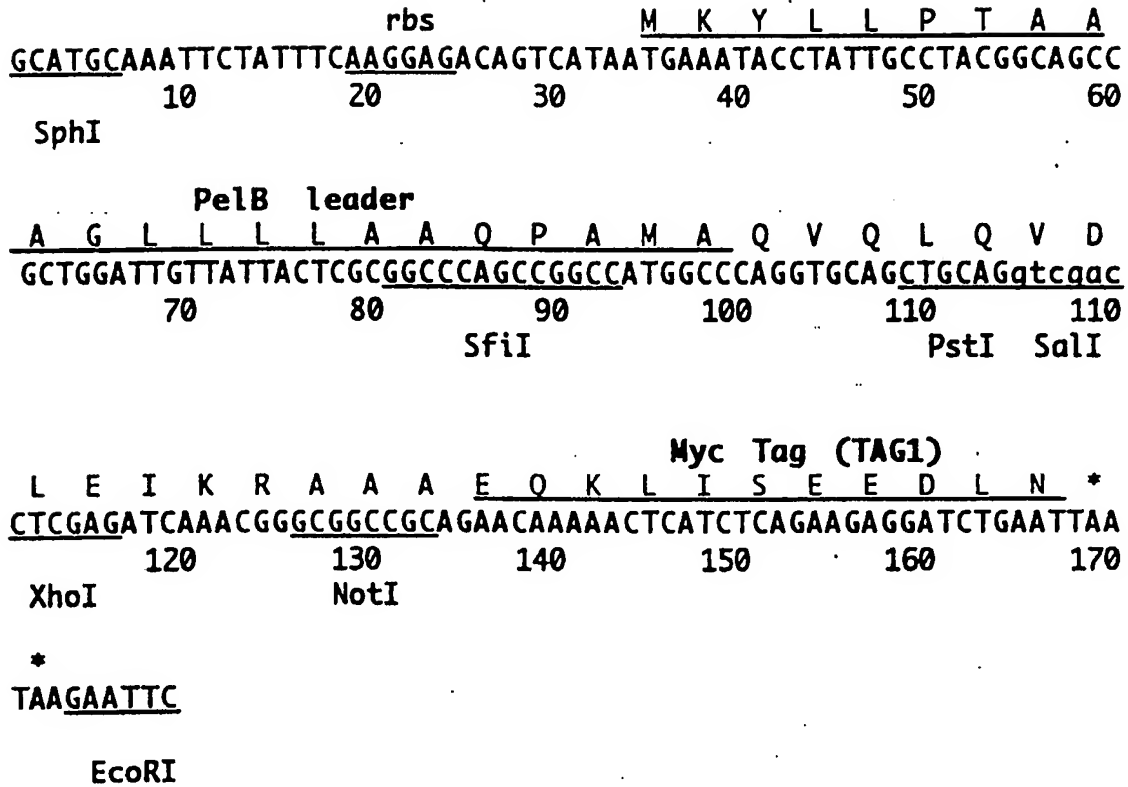 rbs M K Y L L P T A A
GCATGCAAATTCTATTTCAAGGAGACAGTCATAATGAAATACCTATTGCCTACGGCAGCC
10 20 30 40 50 60
SphI
PelB leader
A G L L L L A A Q P A M A Q V Q L Q V D
GCTGGATTGTTATTACTCGCGGCCCAGCCGGCCATGGCCCAGGTGCAGCTGCAGgtcgac
70 80 90 100 110 110
SfiI PstI SalI
Myc Tag (TAG1)
L E I K R A A A E Q K L I S E E D L N *
CTCGAGATCAAACGGGCGGCCGCAGAACAAAAACTCATCTCAGAAGAGGATCTGAATTAA
120 130 140 150 160 170
XhoI NotI
*
TAAGAATTC
EcoRI